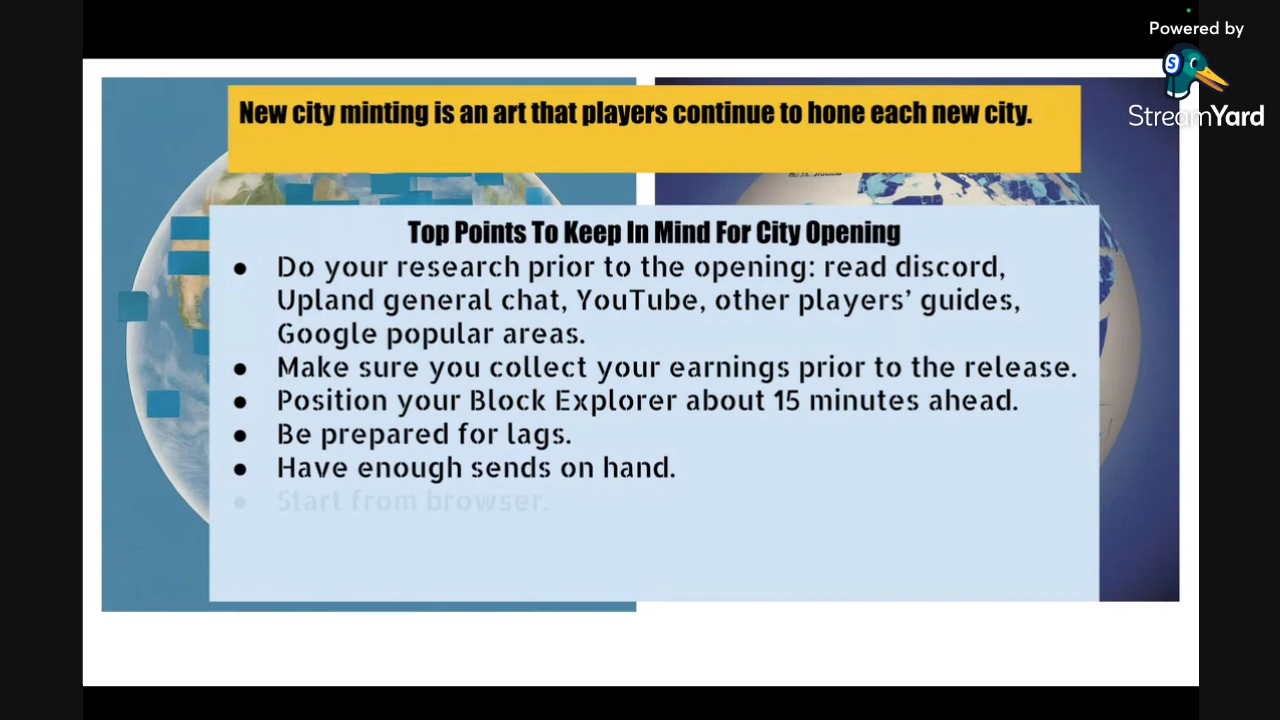 Powered by
StreamYard
New city minting is an art that players continue to hone each new city.
Top Points To Keep In Mind For City Opening
● Do your research prior to the opening: read discord,
Upland general chat, YouTube, other players’ guides,
Google popular areas.
● Make sure you collect your earnings prior to the release.
● Position your Block Explorer about 15 minutes ahead.
● Be prepared for lags.
● Have enough sends on hand.
● Start from browser.